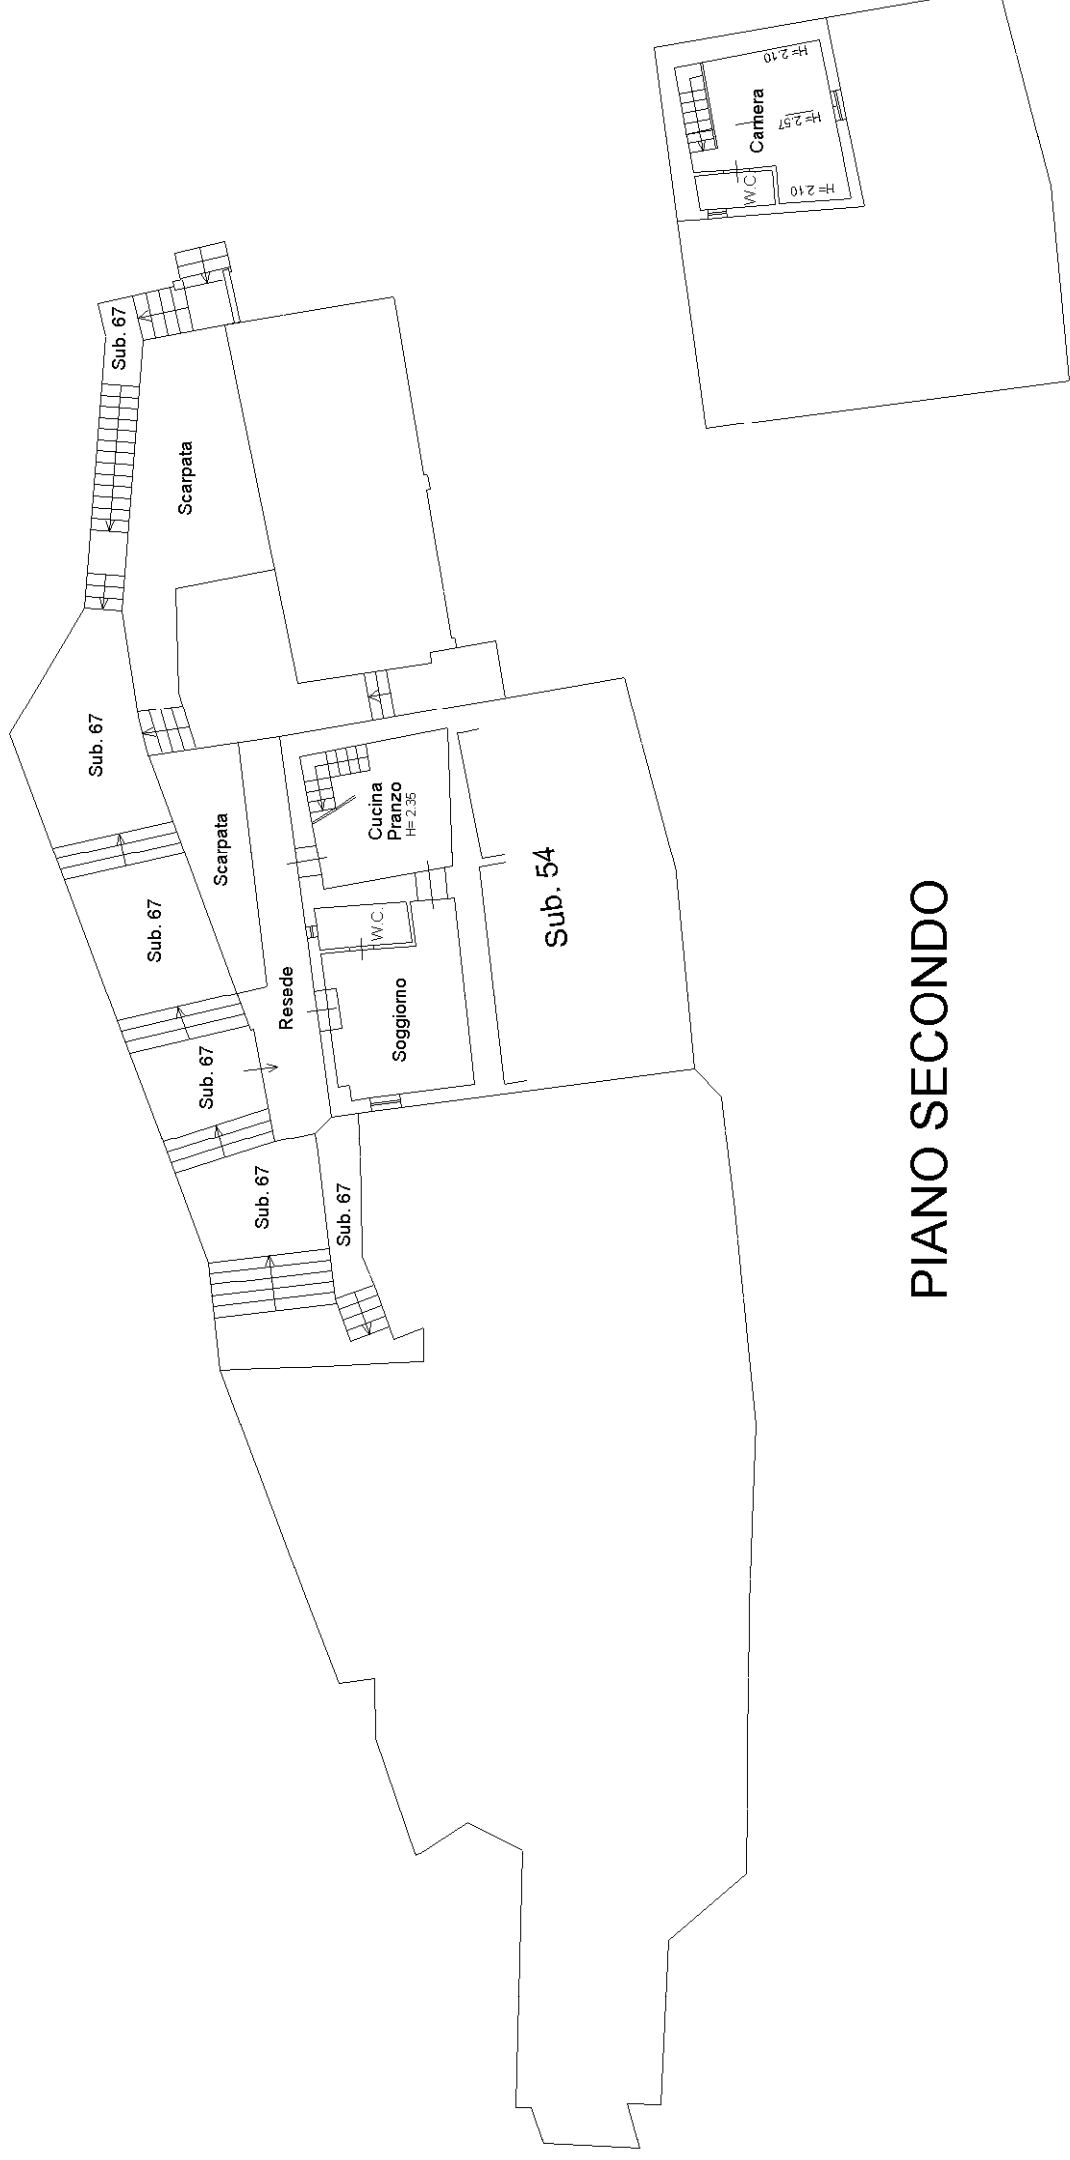 Sub. 67
Scarpata
Sub. 67
Scarpata
Sub. 67
Sub. 67
Sub. 67
Sub. 67
Resede
Cucina
Pranzo
H= 2.35
W.C.
Soggiorno
Sub. 54
Camera
H= 2.10
H= 2.57
H= 2.10
W.C.
PIANO SECONDO